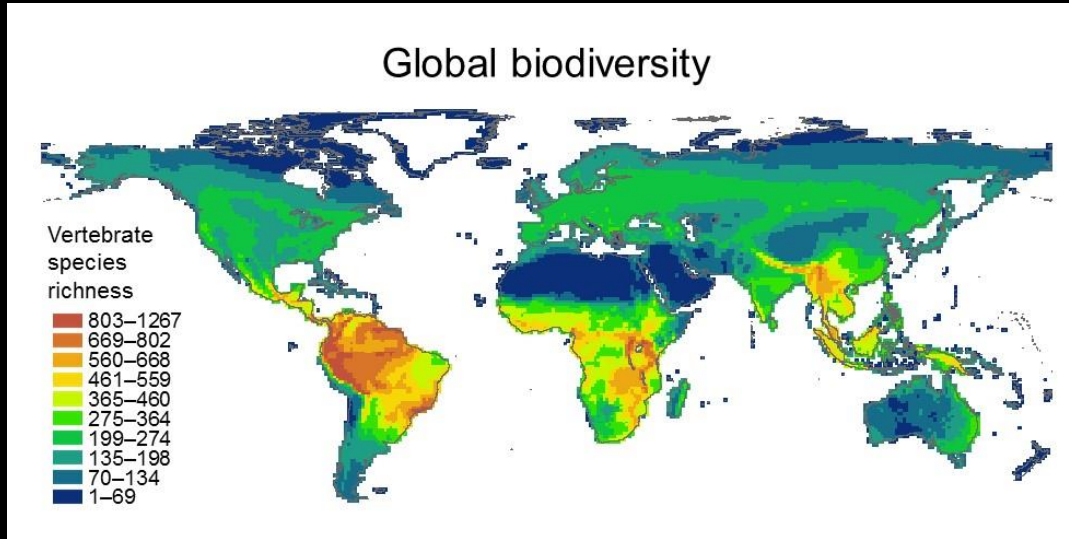 Global biodiversity
Vertebrate
species
richness
803–1267
669–802
560–668
461–559
365–460
275–364
199–274
135–198
70–134
1–69